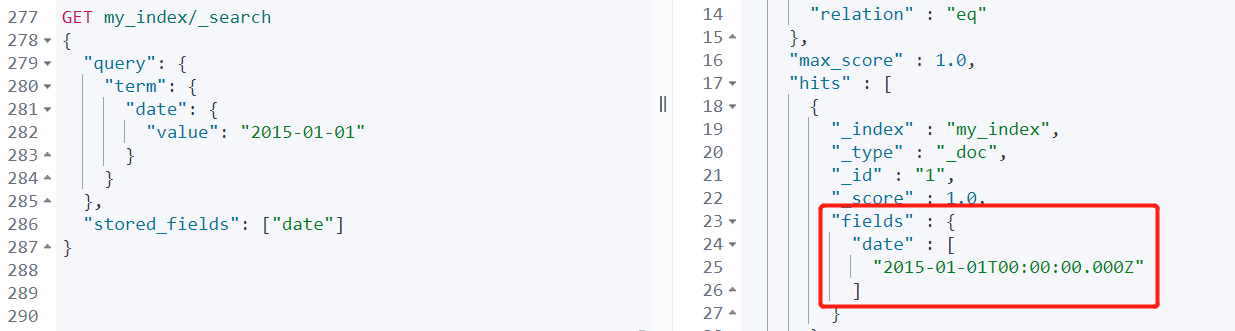 277 GET my_index/_search
278 {
279 "query": {
280 "term": {
281 "date": {
282 "value": "2015-01-01"
283 }
284 }
285 },
286 "stored_fields": ["date"]
287 }
288
289
290
14 "relation" : "eq"
15 },
16 "max_score" : 1.0,
17 "hits" : [
18 {
19 "_index" : "my_index",
20 "_type" : "_doc",
21 "_id" : "1",
22 "_score" : 1.0,
23 "fields" : {
24 "date" : [
25 "2015-01-01T00:00:00.000Z"
26 ]
27 }